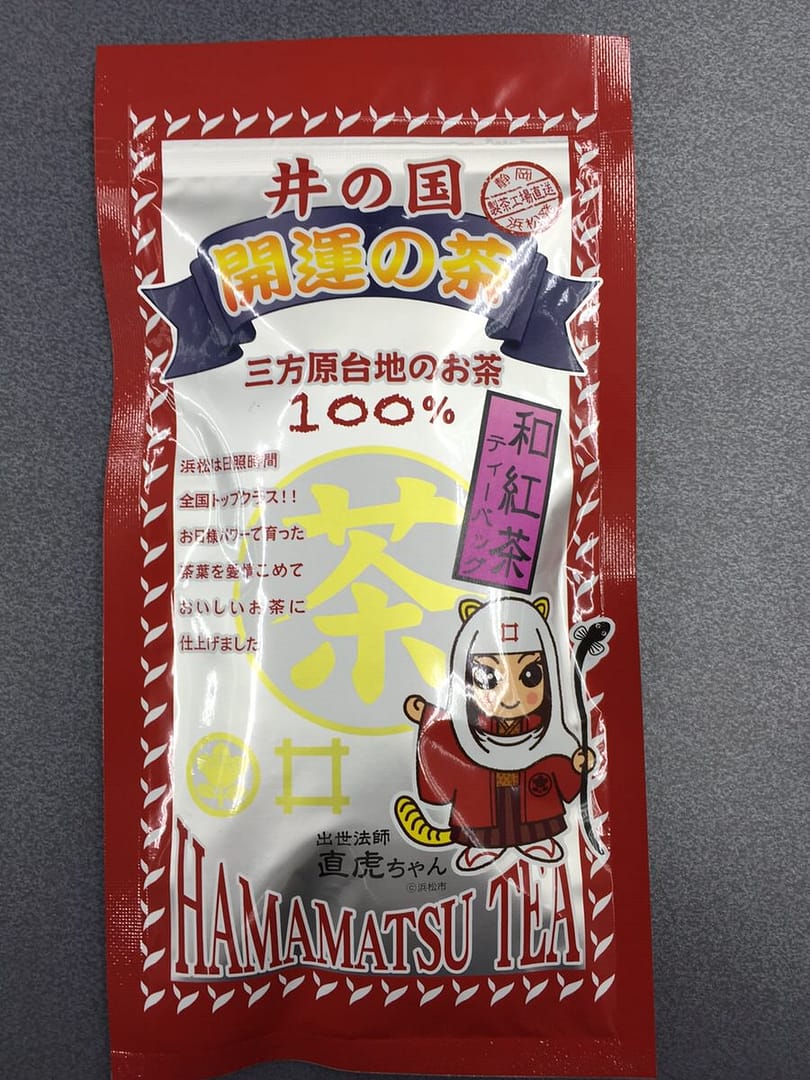 井の国
静岡
製茶工場直送
浜松発
開運の茶
三方原台地のお茶
100%
和紅茶
ティーバッグ
浜松は日照時間
全国トップクラス!!
お日様パワーで育った
茶葉を愛情こめて
おいしいお茶に
仕上げました
茶
出世法師
直虎ちゃん
©浜松市
HAMAMATSU TEA